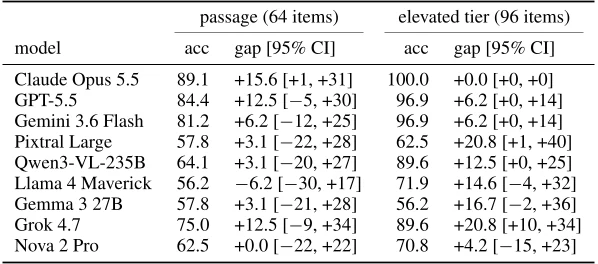 passage (64 items) elevated tier (96 items)
model acc gap [95% CI] acc gap [95% CI]
Claude Opus 5.5 89.1 +15.6 [+1, +31] 100.0 +0.0 [+0, +0]
GPT-5.5 84.4 +12.5 [−5, +30] 96.9 +6.2 [+0, +14]
Gemini 3.6 Flash 81.2 +6.2 [−12, +25] 96.9 +6.2 [+0, +14]
Pixtral Large 57.8 +3.1 [−22, +28] 62.5 +20.8 [+1, +40]
Qwen3-VL-235B 64.1 +3.1 [−20, +27] 89.6 +12.5 [+0, +25]
Llama 4 Maverick 56.2 −6.2 [−30, +17] 71.9 +14.6 [−4, +32]
Gemma 3 27B 57.8 +3.1 [−21, +28] 56.2 +16.7 [−2, +36]
Grok 4.7 75.0 +12.5 [−9, +34] 89.6 +20.8 [+10, +34]
Nova 2 Pro 62.5 +0.0 [−22, +22] 70.8 +4.2 [−15, +23]